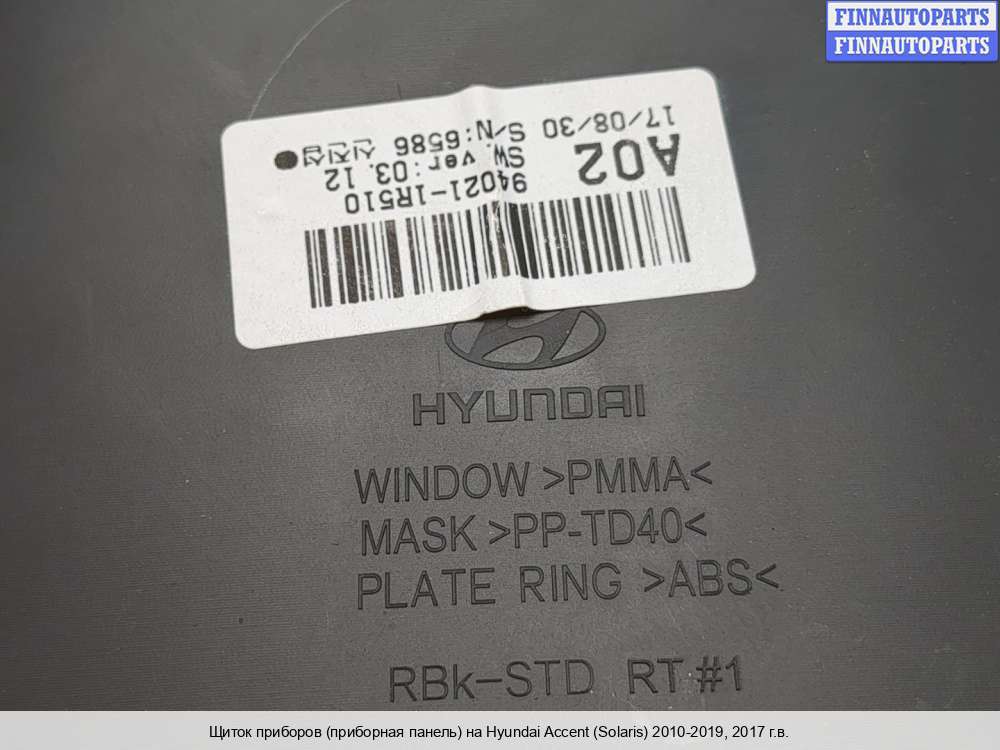 FINNAUTOPARTS
FINNAUTOPARTS
94021-1R510
A02
SW. ver: 03. 12
17/08/30 S/N:6586
HYUNDAI
WINDOW >PMMA<
MASK >PP-TD40<
PLATE RING >ABS<
RBk-STD RT#1
Щиток приборов (приборная панель) на Hyundai Accent (Solaris) 2010-2019, 2017 г.в.